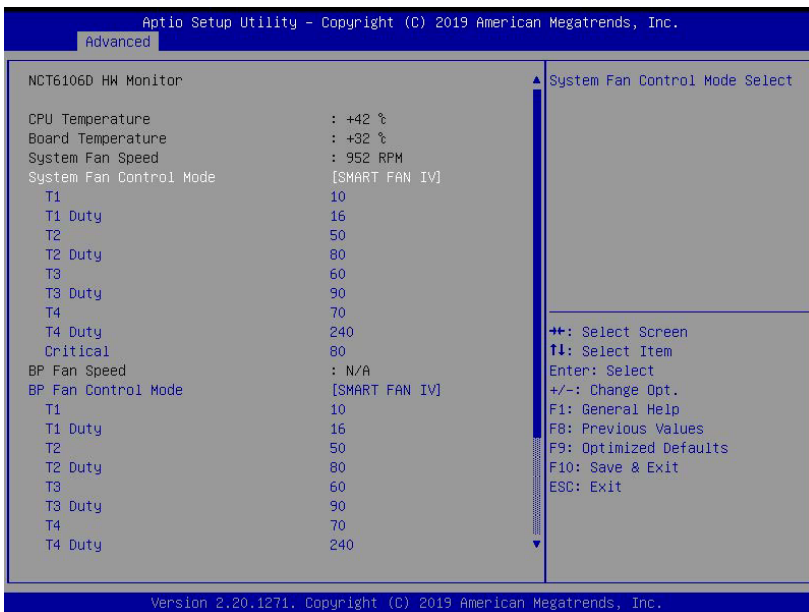 Aptio Setup Utility – Copyright (C) 2019 American Megatrends, Inc.
Advanced
NCT6106D HW Monitor
CPU Temperature : +42 ℃
Board Temperature : +32 ℃
System Fan Speed : 952 RPM
System Fan Control Mode [SMART FAN IV]
T1 10
T1 Duty 16
T2 50
T2 Duty 80
T3 60
T3 Duty 90
T4 70
T4 Duty 240
Critical 80
BP Fan Speed : N/A
BP Fan Control Mode [SMART FAN IV]
T1 10
T1 Duty 16
T2 50
T2 Duty 80
T3 60
T3 Duty 90
T4 70
T4 Duty 240
System Fan Control Mode Select
→←: Select Screen
↑↓: Select Item
Enter: Select
+/-: Change Opt.
F1: General Help
F8: Previous Values
F9: Optimized Defaults
F10: Save & Exit
ESC: Exit
Version 2.20.1271. Copyright (C) 2019 American Megatrends, Inc.